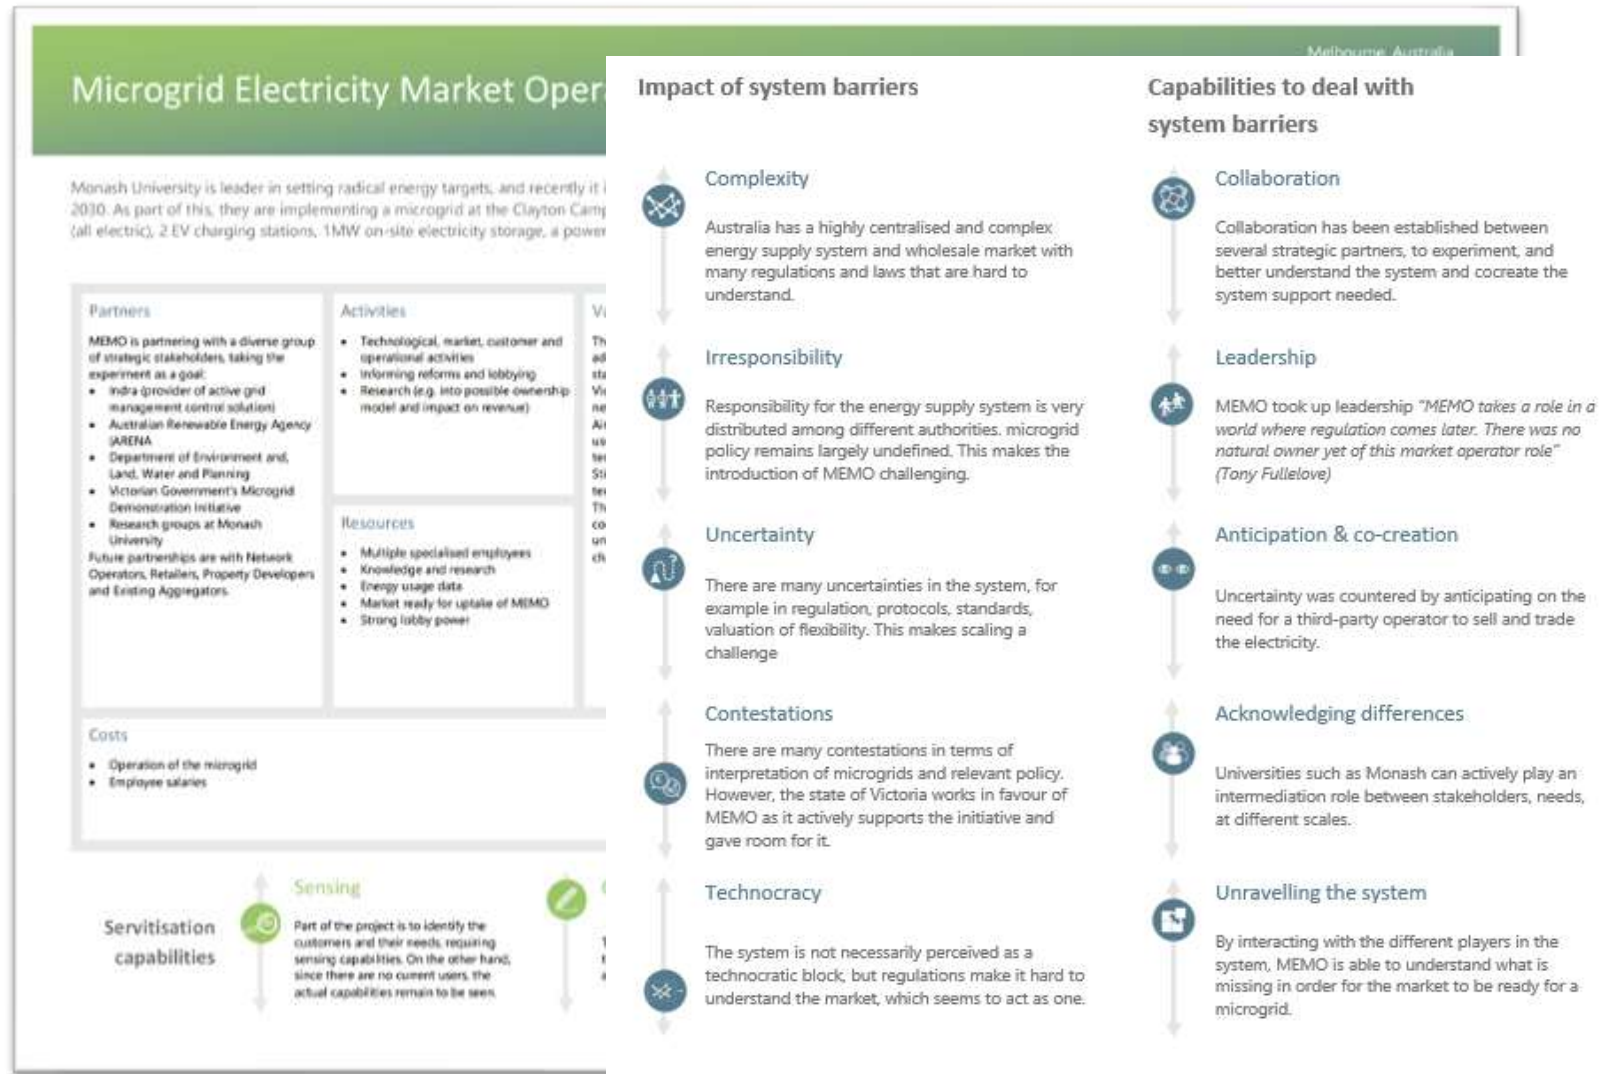 Melbourne, Australia
Microgrid Electricity Market Oper
Monash University is leader in setting radical energy targets, and recently it
2030. As part of this, they are implementing a microgrid at the Clayton Camp
(all electric), 2 EV charging stations, 1MW on-site electricity storage, a power
Partners
MEMO is partnering with a diverse group
of strategic stakeholders, taking the
experiment as a goal:
• Indra (provider of active grid
management control solution)
• Australian Renewable Energy Agency
(ARENA
• Department of Environment and,
Land, Water and Planning
• Victorian Government's Microgrid
Demonstration Initiative
• Research groups at Monash
University
Future partnerships are with Network
Operators, Retailers, Property Developers
and Existing Aggregators.
Activities
• Technological, market, customer and
operational activities
• Informing reforms and lobbying
• Research (e.g. into possible ownership
model and impact on revenue)
Resources
• Multiple specialised employees
• Knowledge and research
• Energy usage data
• Market ready for uptake of MEMO
• Strong lobby power
Costs
• Operation of the microgrid
• Employee salaries
Servitisation
capabilities
Sensing
Part of the project is to identify the
customers and their needs, requiring
sensing capabilities. On the other hand,
since there are no current users, the
actual capabilities remain to be seen.
Impact of system barriers
Complexity
Australia has a highly centralised and complex
energy supply system and wholesale market with
many regulations and laws that are hard to
understand.
Irresponsibility
Responsibility for the energy supply system is very
distributed among different authorities. microgrid
policy remains largely undefined. This makes the
introduction of MEMO challenging.
Uncertainty
There are many uncertainties in the system, for
example in regulation, protocols, standards,
valuation of flexibility. This makes scaling a
challenge
Contestations
There are many contestations in terms of
interpretation of microgrids and relevant policy.
However, the state of Victoria works in favour of
MEMO as it actively supports the initiative and
gave room for it.
Technocracy
The system is not necessarily perceived as a
technocratic block, but regulations make it hard to
understand the market, which seems to act as one.
Capabilities to deal with
system barriers
Collaboration
Collaboration has been established between
several strategic partners, to experiment, and
better understand the system and cocreate the
system support needed.
Leadership
MEMO took up leadership “MEMO takes a role in a
world where regulation comes later. There was no
natural owner yet of this market operator role”
(Tony Fullelove)
Anticipation & co-creation
Uncertainty was countered by anticipating on the
need for a third-party operator to sell and trade
the electricity.
Acknowledging differences
Universities such as Monash can actively play an
intermediation role between stakeholders, needs,
at different scales.
Unravelling the system
By interacting with the different players in the
system, MEMO is able to understand what is
missing in order for the market to be ready for a
microgrid.